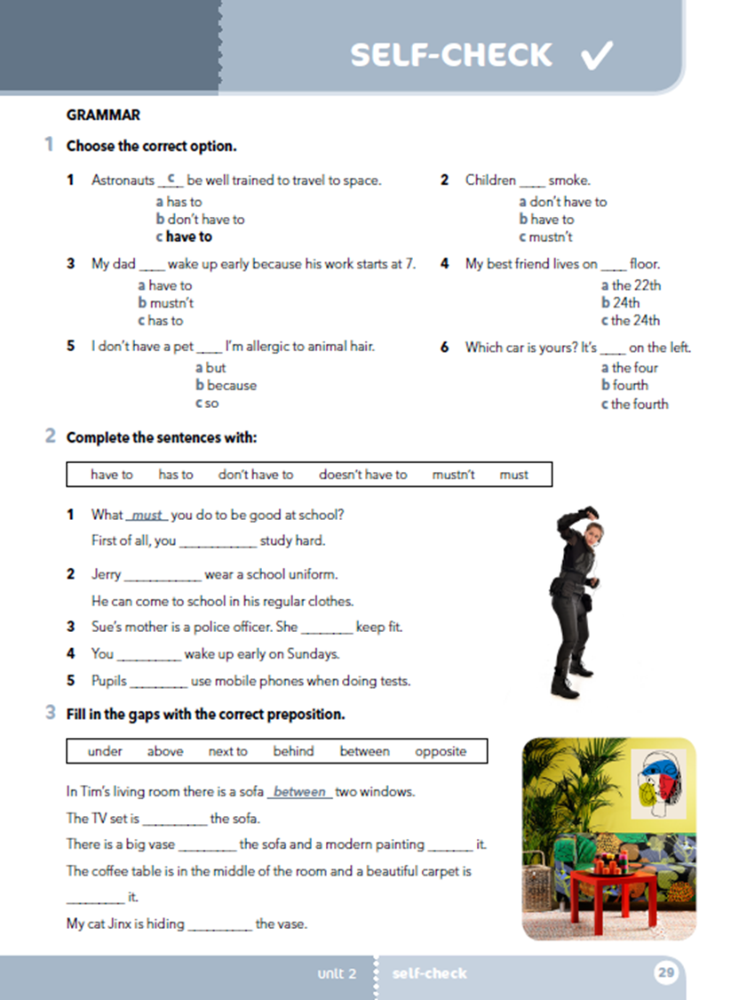 SELF-CHECK ✓
GRAMMAR
1 Choose the correct option.
1 Astronauts __c__ be well trained to travel to space.
a has to
b don't have to
c have to
2 Children ____ smoke.
a don't have to
b have to
c mustn't
3 My dad ____ wake up early because his work starts at 7.
a have to
b mustn't
c has to
4 My best friend lives on ____ floor.
a the 22th
b 24th
c the 24th
5 I don't have a pet ____ I'm allergic to animal hair.
a but
b because
c so
6 Which car is yours? It's ____ on the left.
a the four
b fourth
c the fourth
2 Complete the sentences with:
have to has to don't have to doesn't have to mustn't must
1 What _must_ you do to be good at school?
First of all, you ____________ study hard.
2 Jerry ____________ wear a school uniform.
He can come to school in his regular clothes.
3 Sue's mother is a police officer. She ________ keep fit.
4 You __________ wake up early on Sundays.
5 Pupils _________ use mobile phones when doing tests.
3 Fill in the gaps with the correct preposition.
under above next to behind between opposite
In Tim's living room there is a sofa _between_ two windows.
The TV set is __________ the sofa.
There is a big vase _________ the sofa and a modern painting _______ it.
The coffee table is in the middle of the room and a beautiful carpet is
_________ it.
My cat Jinx is hiding __________ the vase.
unit 2 self-check 29